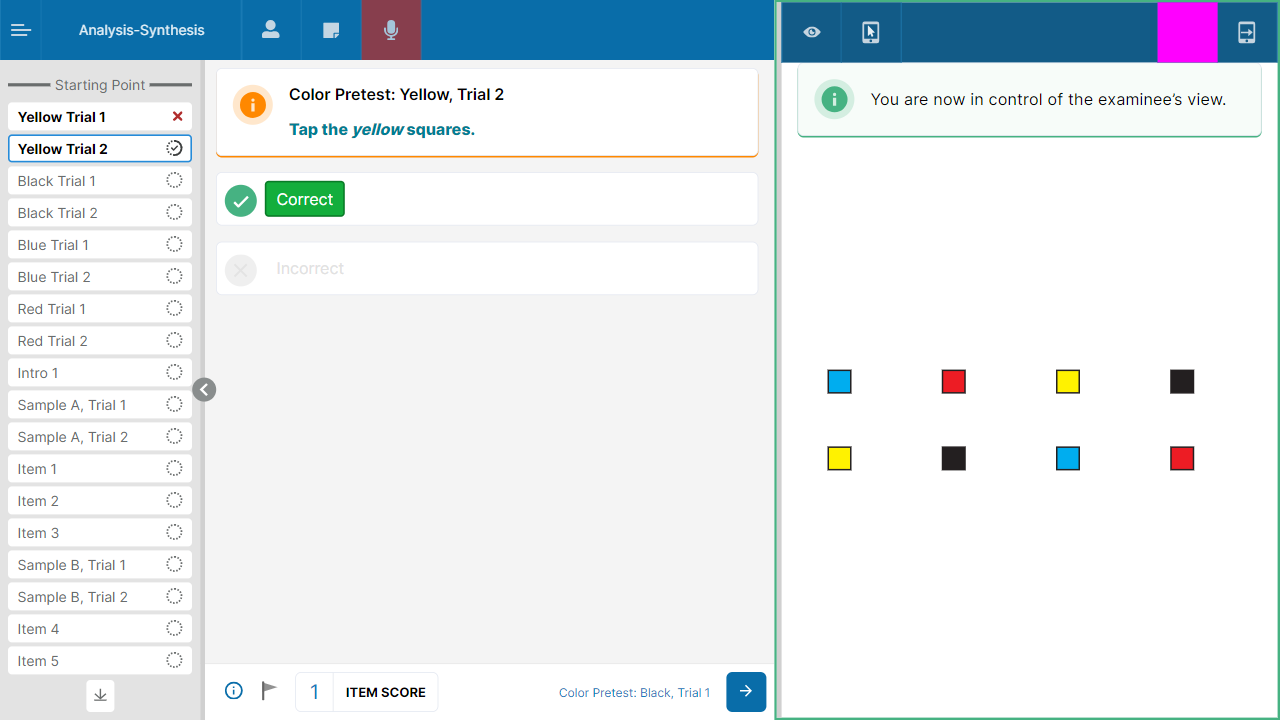 Analysis-Synthesis
Starting Point
Yellow Trial 1
Yellow Trial 2
Black Trial 1
Black Trial 2
Blue Trial 1
Blue Trial 2
Red Trial 1
Red Trial 2
Intro 1
Sample A, Trial 1
Sample A, Trial 2
Item 1
Item 2
Item 3
Sample B, Trial 1
Sample B, Trial 2
Item 4
Item 5
Color Pretest: Yellow, Trial 2
Tap the yellow squares.
Correct
Incorrect
1 ITEM SCORE
Color Pretest: Black, Trial 1
You are now in control of the examinee’s view.